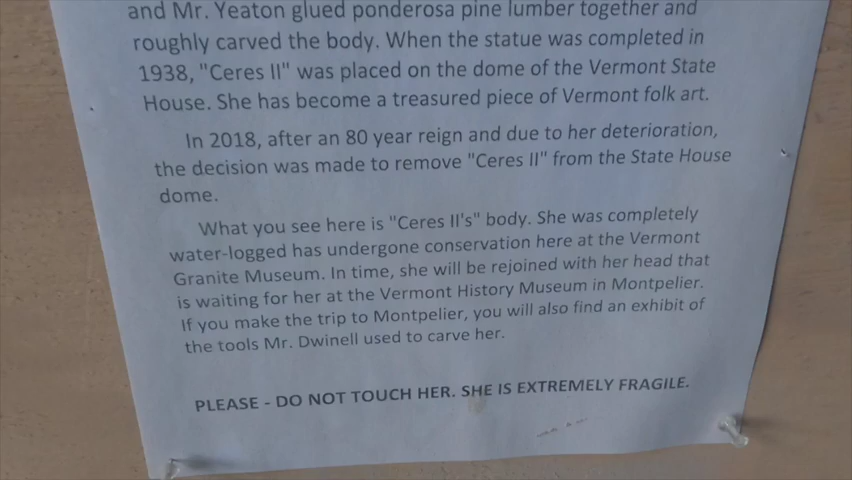 and Mr. Yeaton glued ponderosa pine lumber together and
roughly carved the body. When the statue was completed in
1938, "Ceres II" was placed on the dome of the Vermont State
House. She has become a treasured piece of Vermont folk art.
In 2018, after an 80 year reign and due to her deterioration,
the decision was made to remove "Ceres II" from the State House
dome.
What you see here is "Ceres II's" body. She was completely
water-logged has undergone conservation here at the Vermont
Granite Museum. In time, she will be rejoined with her head that
is waiting for her at the Vermont History Museum in Montpelier.
If you make the trip to Montpelier, you will also find an exhibit of
the tools Mr. Dwinell used to carve her.
PLEASE - DO NOT TOUCH HER. SHE IS EXTREMELY FRAGILE.